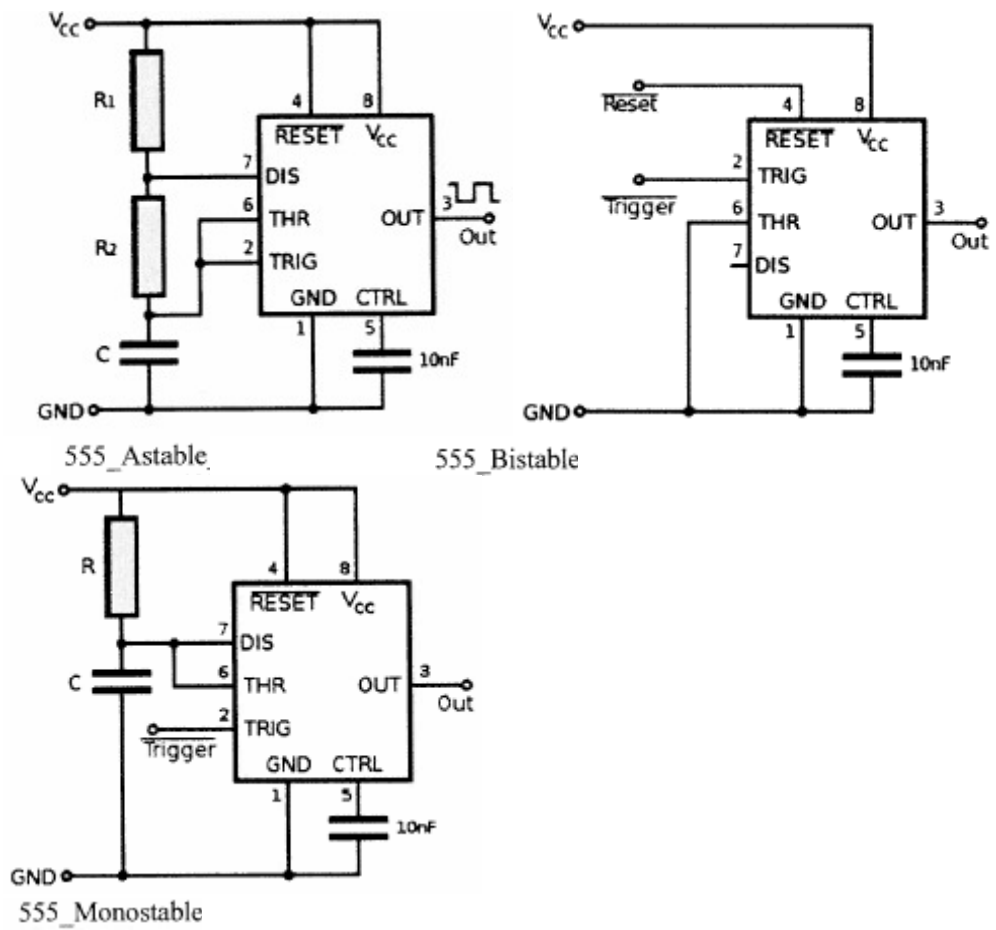 VCC
R1
4
8
RESET
VCC
7
DIS
6
THR
R2
2
TRIG
OUT
3
Out
GND
CTRL
1
5
C
10nF
GND
555_Astable
VCC
Reset
4
8
RESET
VCC
2
TRIG
Trigger
6
THR
OUT
3
Out
7
DIS
GND
CTRL
1
5
10nF
GND
555_Bistable
VCC
R
4
8
RESET
VCC
7
DIS
C
6
THR
OUT
3
Out
2
TRIG
Trigger
GND
CTRL
1
5
10nF
GND
555_Monostable